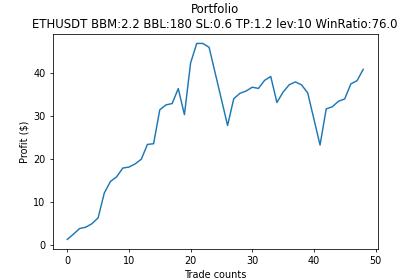 Portfolio
ETHUSDT BBM:2.2 BBL:180 SL:0.6 TP:1.2 lev:10 WinRatio:76.0
40
30
20
10
0
Profit ($)
0 10 20 30 40 50
Trade counts